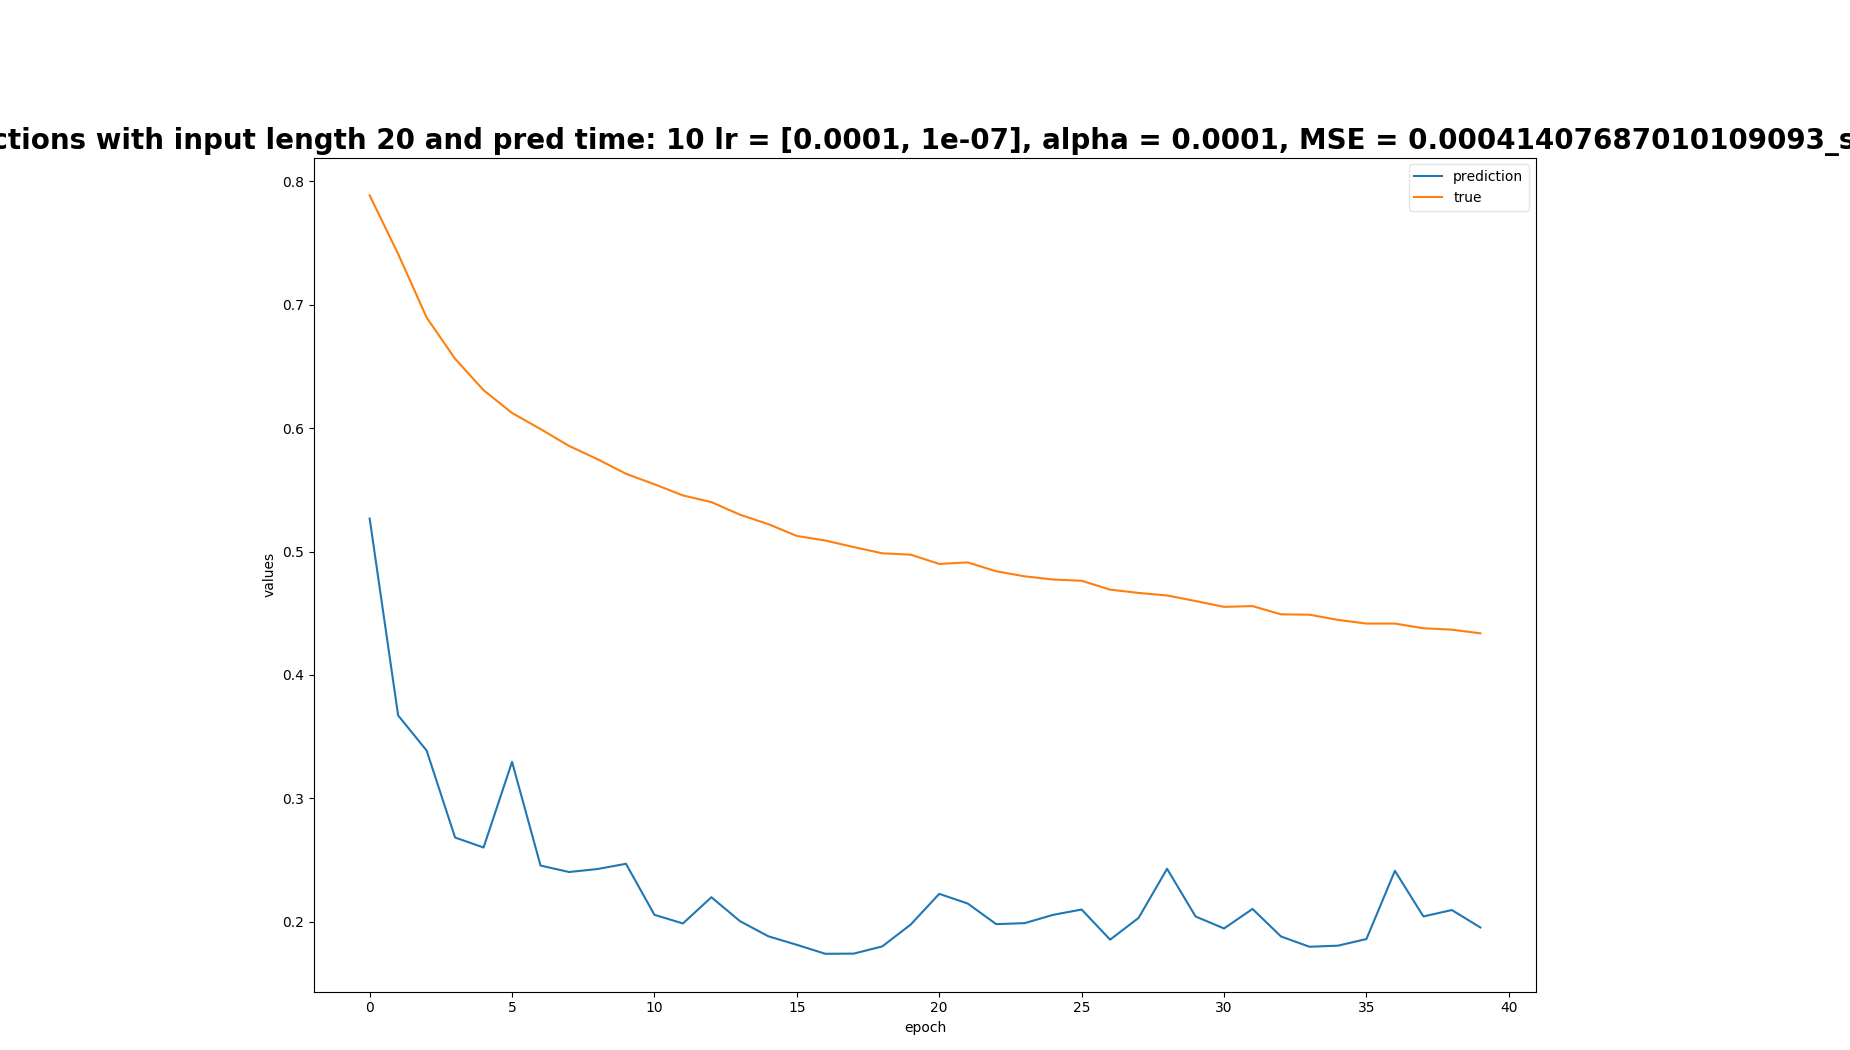 ctions with input length 20 and pred time: 10 lr = [0.0001, 1e-07], alpha = 0.0001, MSE = 0.00041407687010109093_s
prediction
true
0.8
0.7
0.6
0.5
0.4
0.3
0.2
values
0 5 10 15 20 25 30 35 40
epoch